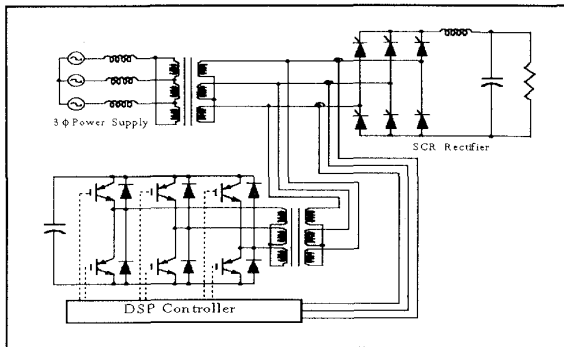 3 ϕ Power Supply
SCR Rectifier
DSP Controller